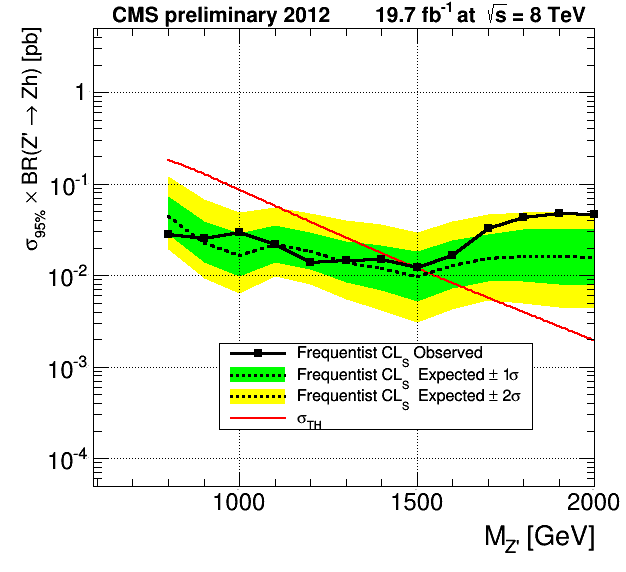 CMS preliminary 2012 19.7 fb⁻¹ at √s = 8 TeV
σ95% × BR(Z' → Zh) [pb]
1
10⁻¹
10⁻²
10⁻³
10⁻⁴
Frequentist CLS Observed
Frequentist CLS Expected ± 1σ
Frequentist CLS Expected ± 2σ
σTH
1000 1500 2000
MZ' [GeV]